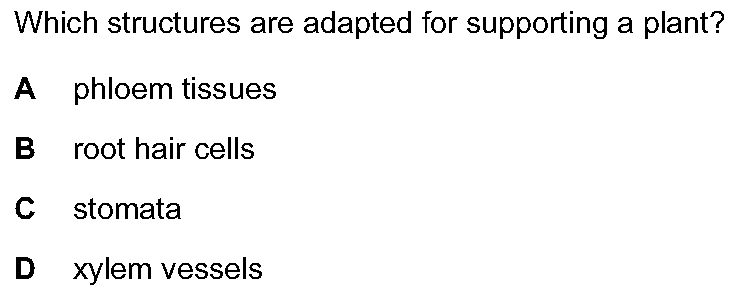 Which structures are adapted for supporting a plant?
A phloem tissues
B root hair cells
C stomata
D xylem vessels